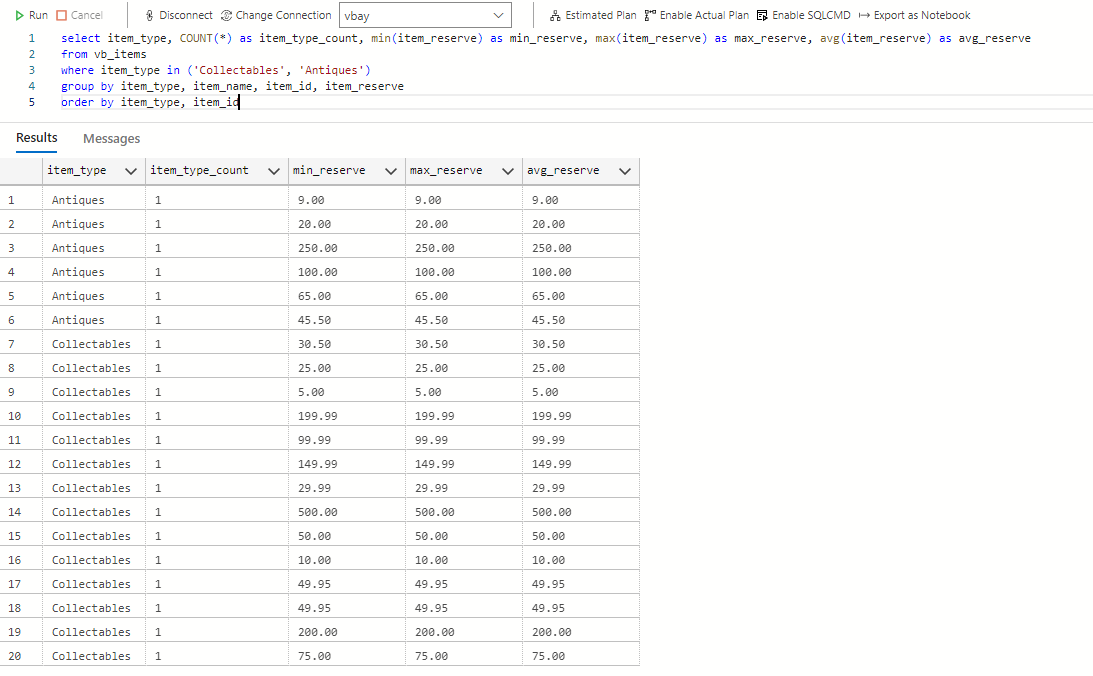 Run Cancel Disconnect Change Connection vbay Estimated Plan Enable Actual Plan Enable SQLCMD Export as Notebook
1 select item_type, COUNT(*) as item_type_count, min(item_reserve) as min_reserve, max(item_reserve) as max_reserve, avg(item_reserve) as avg_reserve
2 from vb_items
3 where item_type in ('Collectables', 'Antiques')
4 group by item_type, item_name, item_id, item_reserve
5 order by item_type, item_id
Results Messages
item_type item_type_count min_reserve max_reserve avg_reserve
1 Antiques 1 9.00 9.00 9.00
2 Antiques 1 20.00 20.00 20.00
3 Antiques 1 250.00 250.00 250.00
4 Antiques 1 100.00 100.00 100.00
5 Antiques 1 65.00 65.00 65.00
6 Antiques 1 45.50 45.50 45.50
7 Collectables 1 30.50 30.50 30.50
8 Collectables 1 25.00 25.00 25.00
9 Collectables 1 5.00 5.00 5.00
10 Collectables 1 199.99 199.99 199.99
11 Collectables 1 99.99 99.99 99.99
12 Collectables 1 149.99 149.99 149.99
13 Collectables 1 29.99 29.99 29.99
14 Collectables 1 500.00 500.00 500.00
15 Collectables 1 50.00 50.00 50.00
16 Collectables 1 10.00 10.00 10.00
17 Collectables 1 49.95 49.95 49.95
18 Collectables 1 49.95 49.95 49.95
19 Collectables 1 200.00 200.00 200.00
20 Collectables 1 75.00 75.00 75.00